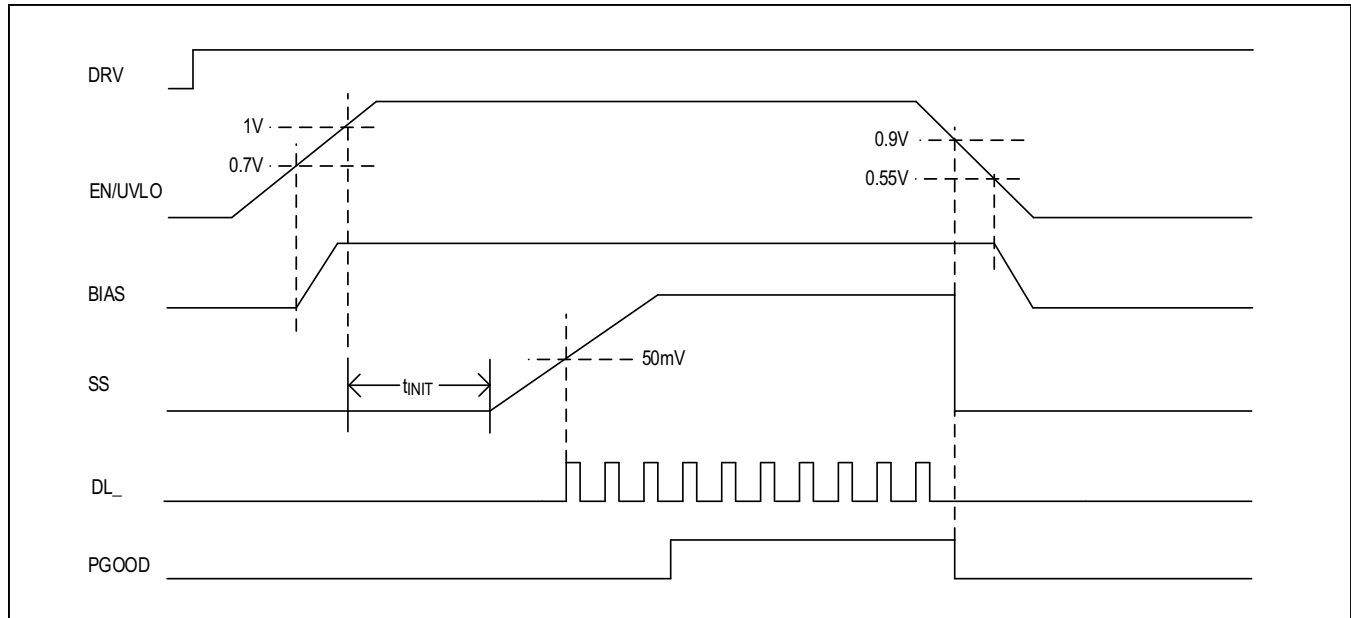 DRV
1V
0.7V
0.9V
0.55V
EN/UVLO
BIAS
50mV
SS
tINIT
DL_
PGOOD